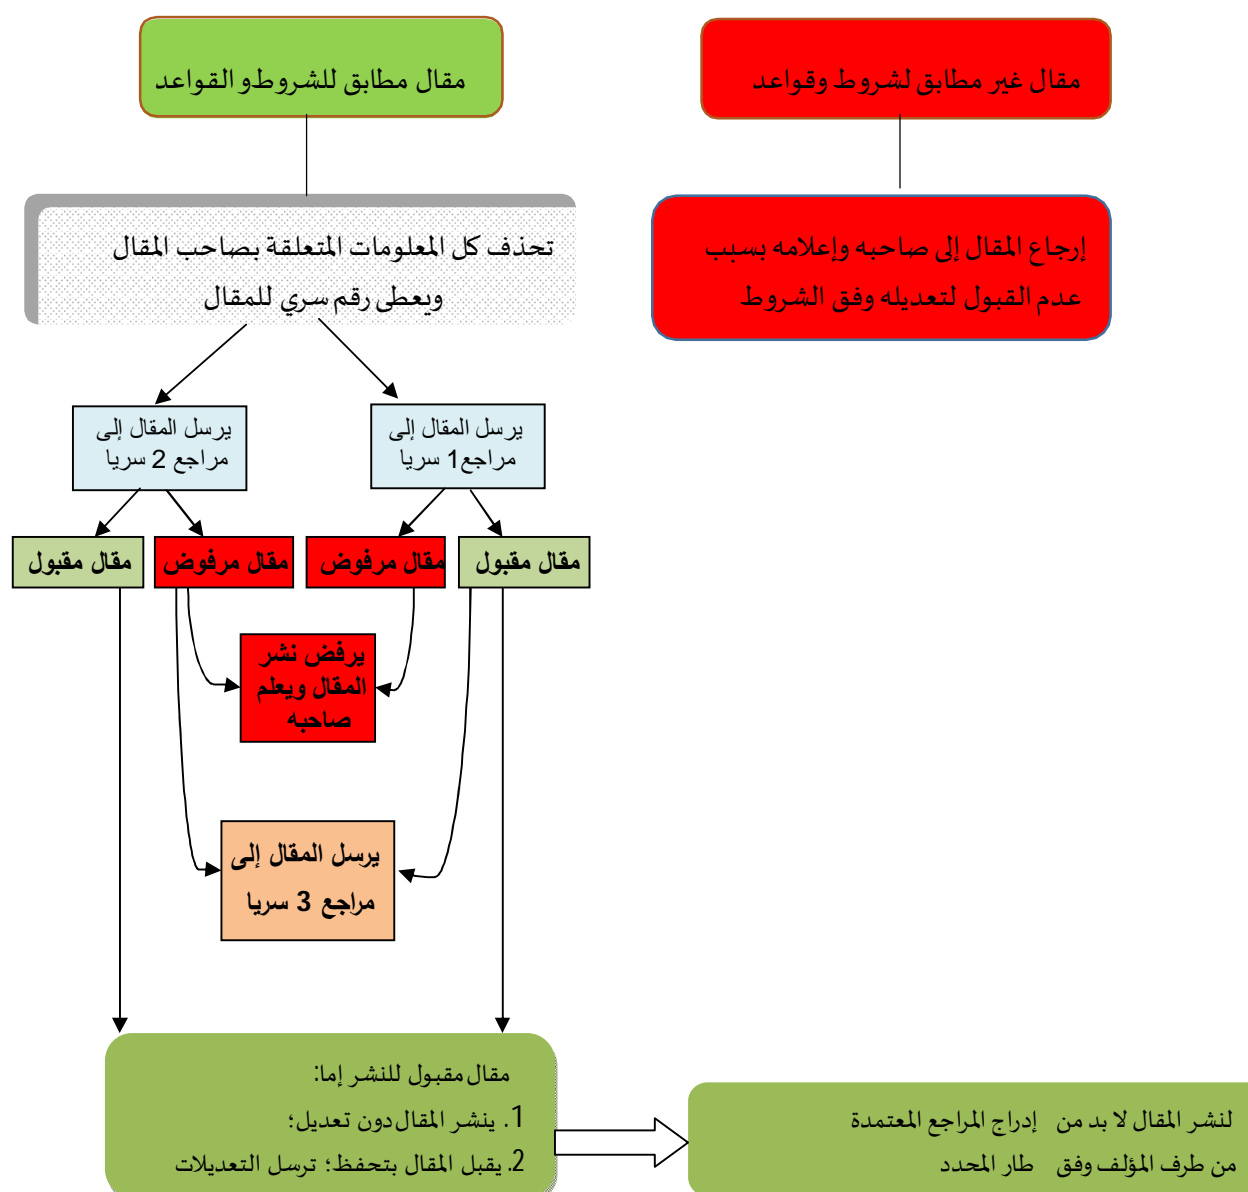 مقال غير مطابق لشروط وقواعد
مقال مطابق للشروط و القواعد
إرجاع المقال إلى صاحبه وإعلامه بسبب
عدم القبول لتعديله وفق الشروط
تحذف كل المعلومات المتعلقة بصاحب المقال
ويعطى رقم سري للمقال
يرسل المقال إلى
مراجع1 سريا
يرسل المقال إلى
مراجع 2 سريا
مقال مقبول
مقال مرفوض
مقال مرفوض
مقال مقبول
يرفض نشر
المقال ويعلم
صاحبه
يرسل المقال إلى
مراجع 3 سريا
مقال مقبول للنشر إما:
1. ينشر المقال دون تعديل؛
2. يقبل المقال بتحفظ؛ ترسل التعديلات
لنشر المقال لا بد من إدراج المراجع المعتمدة
من طرف المؤلف وفق طار المحدد